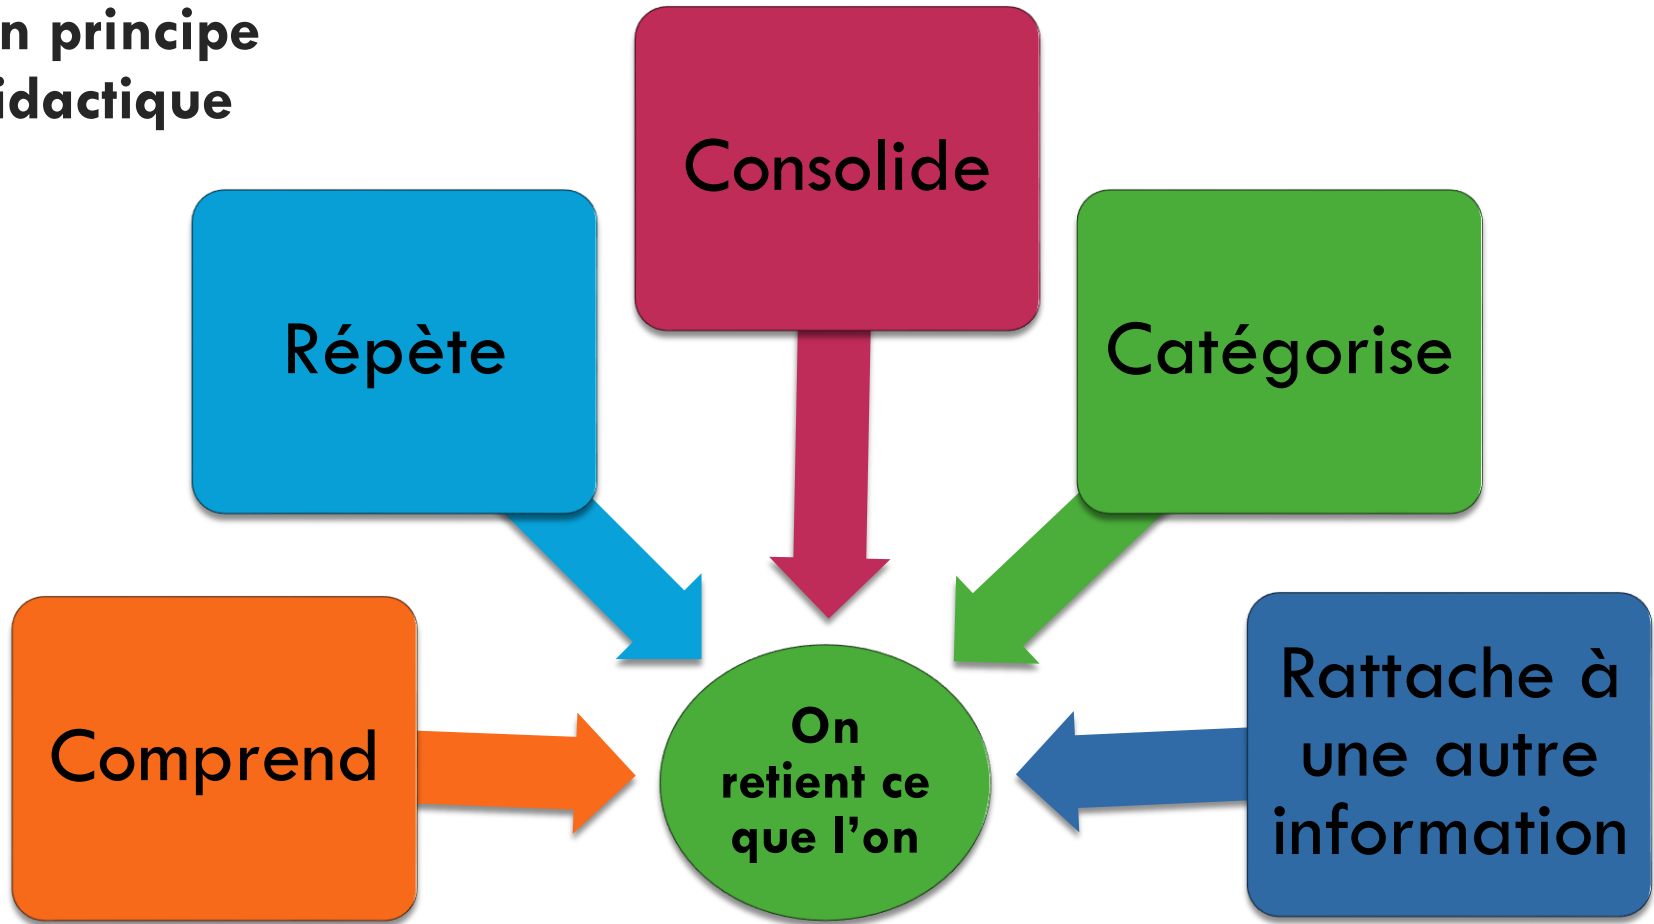 n principe
idactique
Consolide
Répète
Catégorise
Comprend
On
retient ce
que l’on
Rattache à
une autre
information